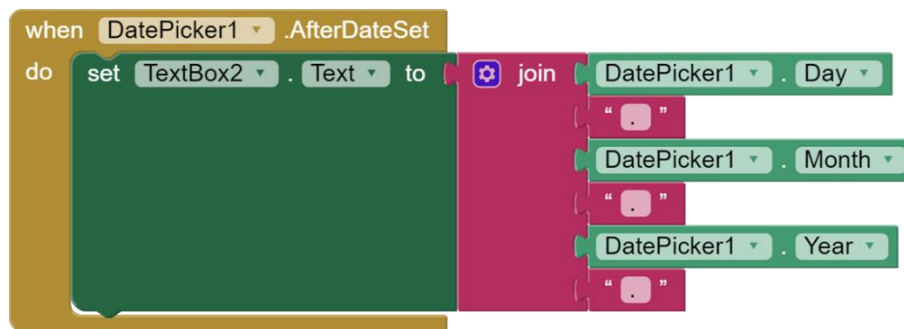 when DatePicker1 .AfterDateSet
do set TextBox2 . Text to join DatePicker1 . Day
“ . ”
DatePicker1 . Month
“ . ”
DatePicker1 . Year
“ . ”